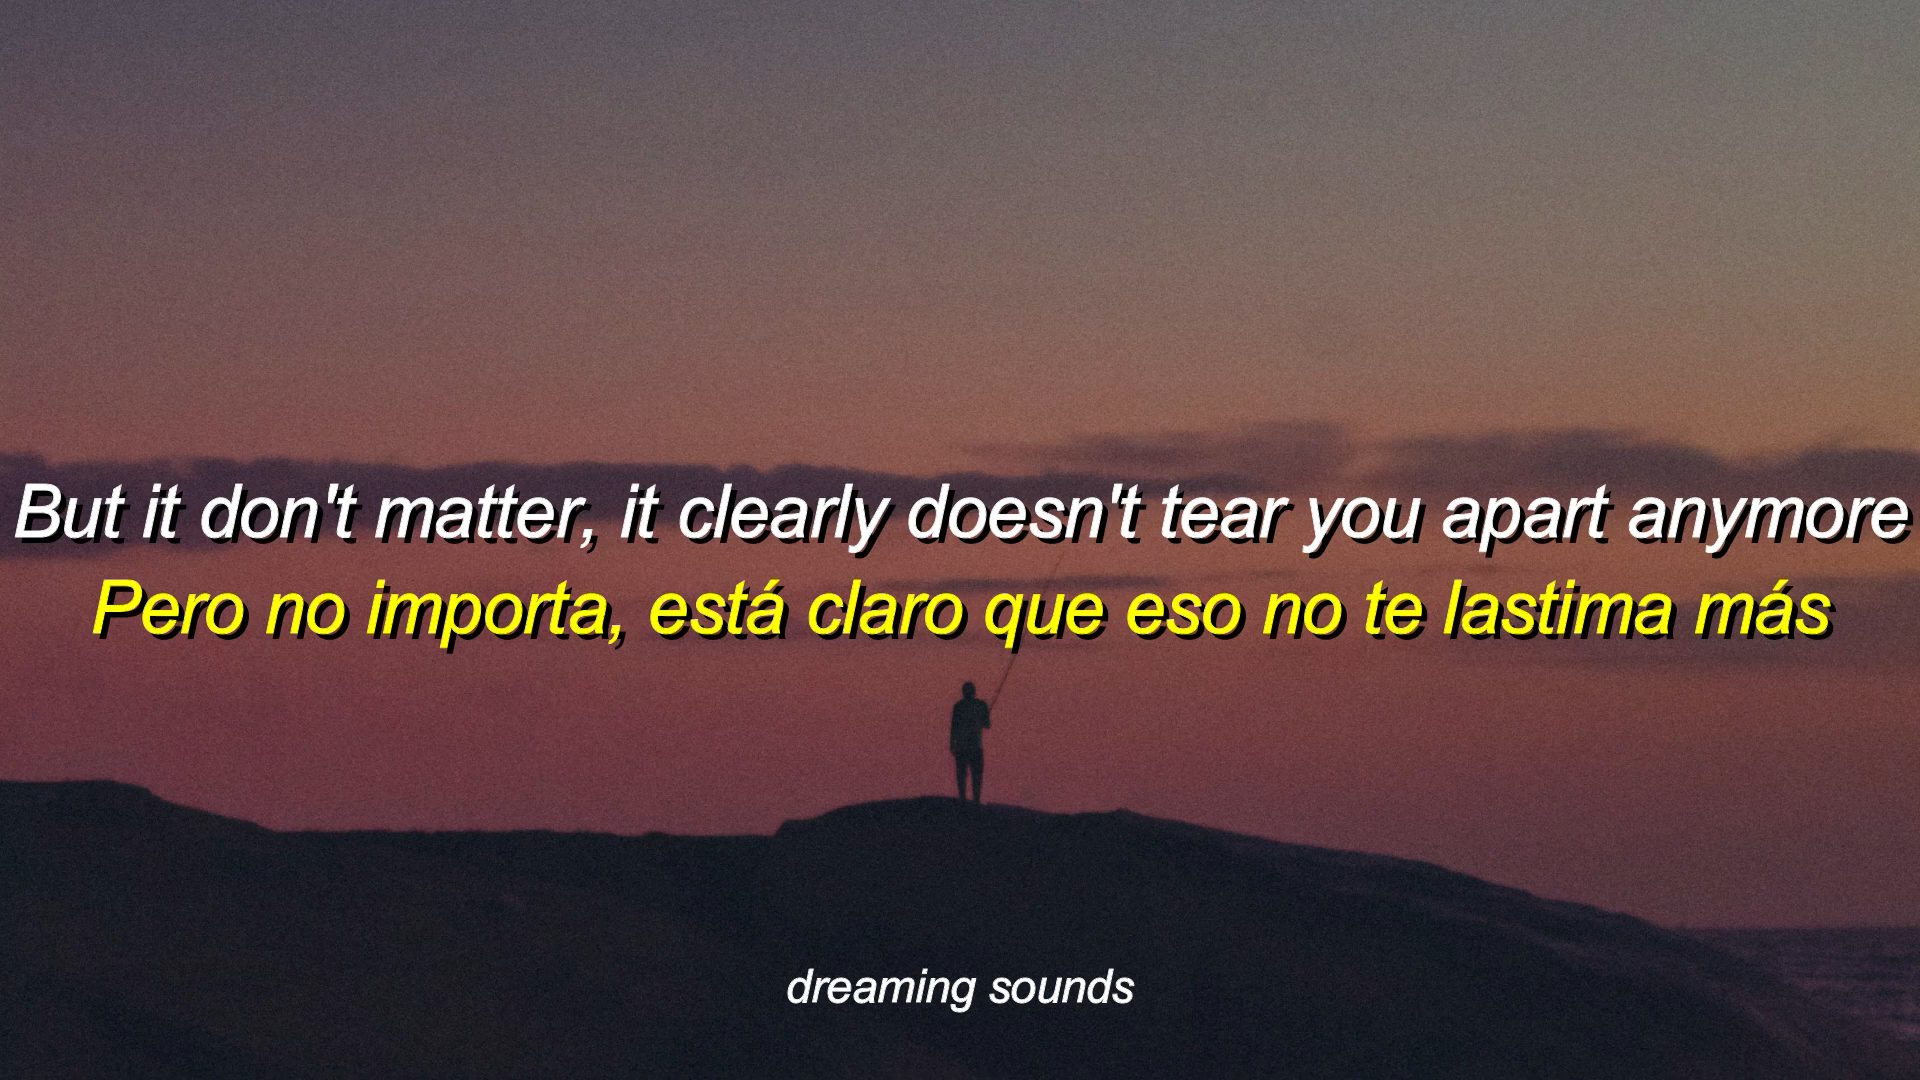 But it don't matter, it clearly doesn't tear you apart anymore
Pero no importa, está claro que eso no te lastima más
dreaming sounds